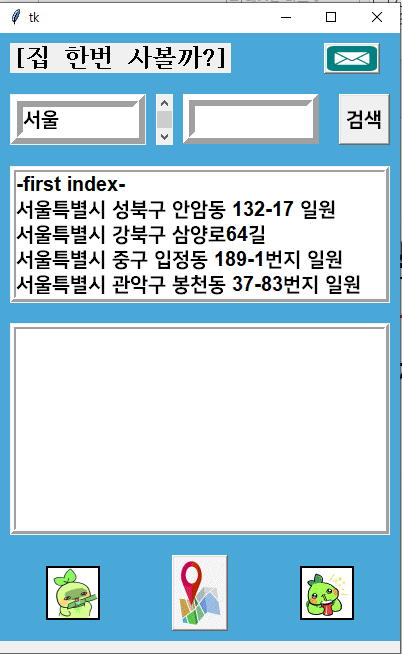 tk
[집 한번 사볼까?]
서울
검색
-first index-
서울특별시 성북구 안암동 132-17 일원
서울특별시 강북구 삼양로64길
서울특별시 중구 입정동 189-1번지 일원
서울특별시 관악구 봉천동 37-83번지 일원